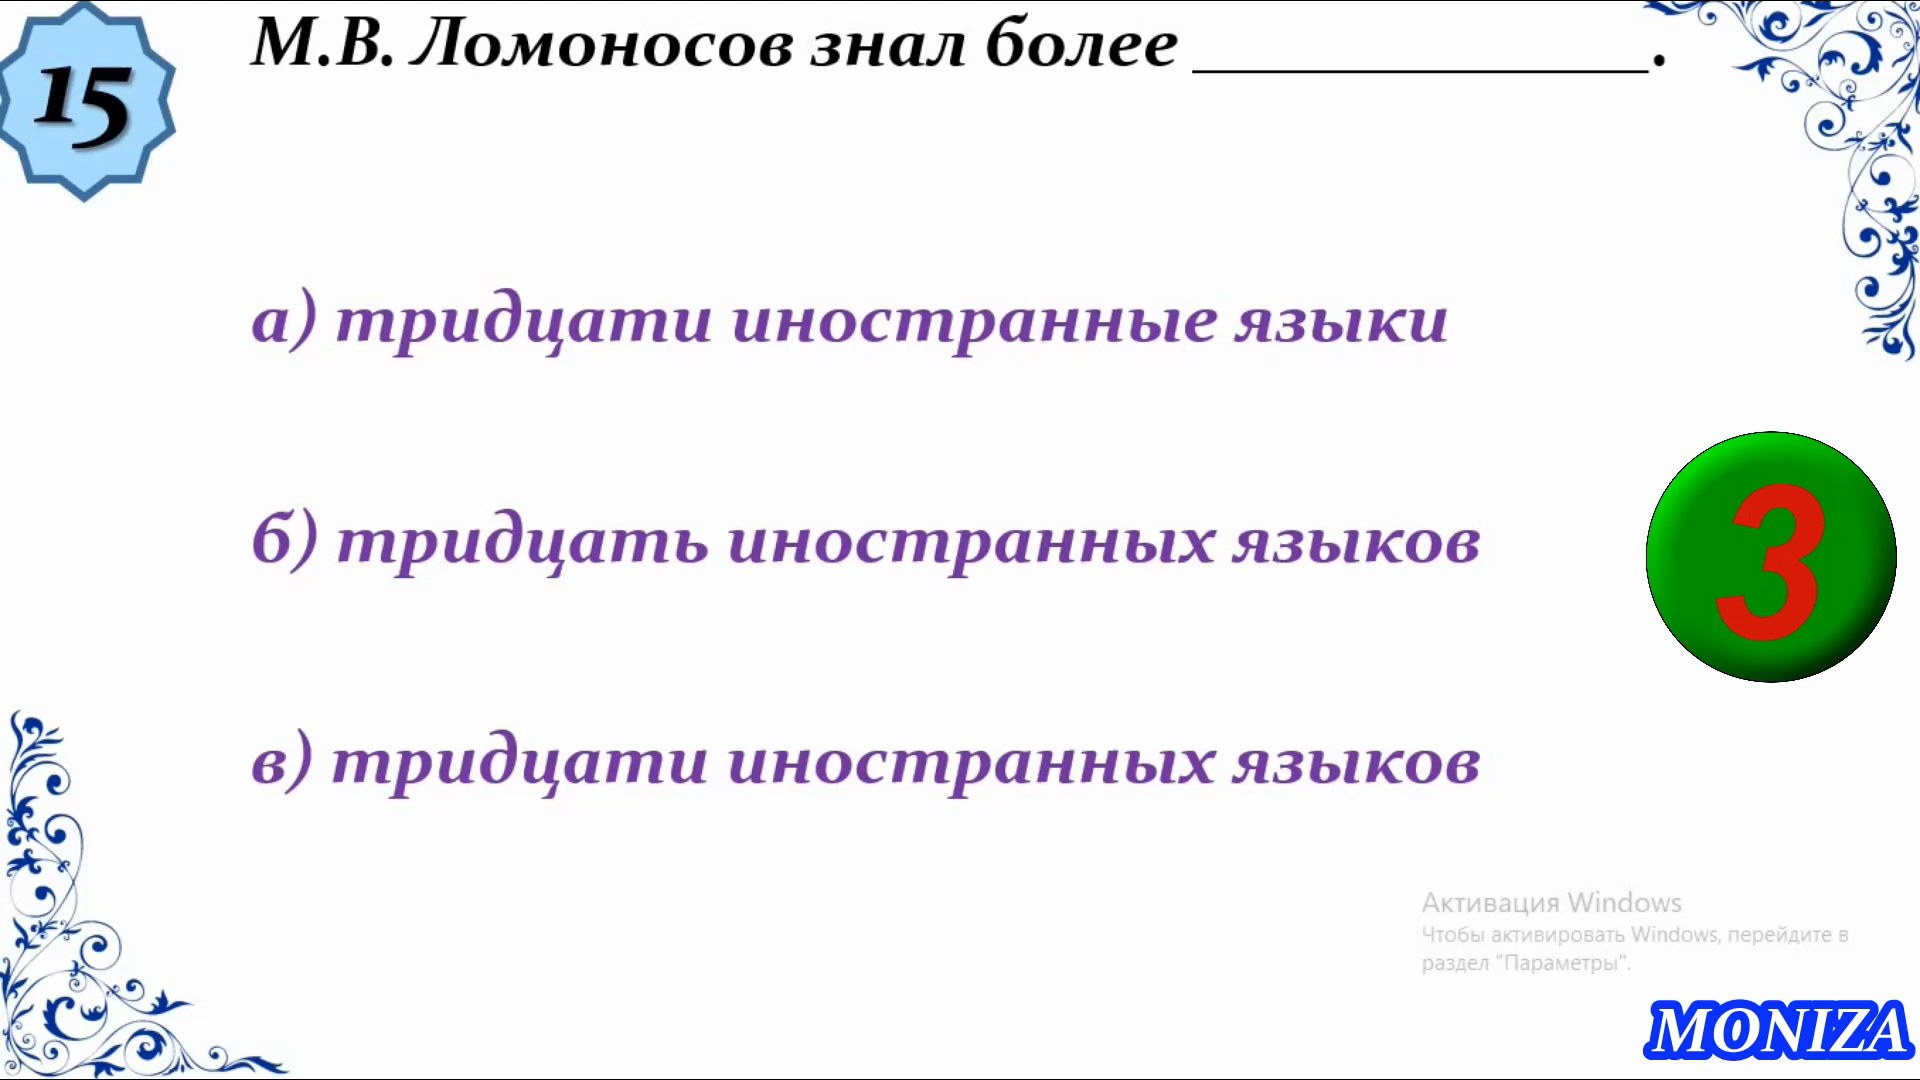 15
М.В. Ломоносов знал более ______________.
а) тридцати иностранные языки
б) тридцать иностранных языков
3
в) тридцати иностранных языков
Активация Windows
Чтобы активировать Windows, перейдите в
раздел "Параметры".
MONIZA